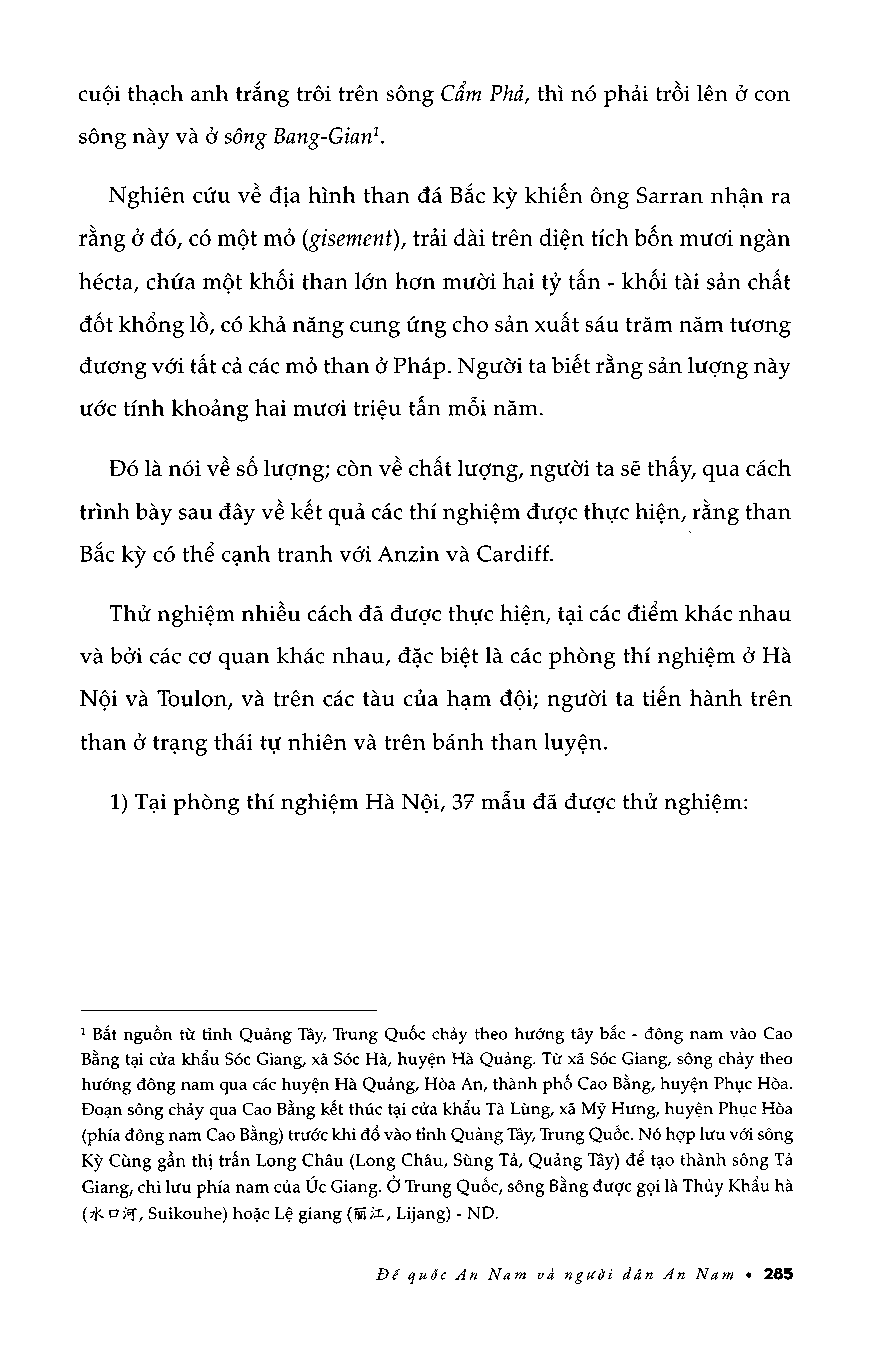 cuội thạch anh trắng trôi trên sông Cẩm Phả, thì nó phải trồi lên ở con
sông này và ở sông Bang-Gian¹.
Nghiên cứu về địa hình than đá Bắc kỳ khiến ông Sarran nhận ra
rằng ở đó, có một mỏ (gisement), trải dài trên diện tích bốn mươi ngàn
hécta, chứa một khối than lớn hơn mười hai tỷ tấn - khối tài sản chất
đốt khổng lồ, có khả năng cung ứng cho sản xuất sáu trăm năm tương
đương với tất cả các mỏ than ở Pháp. Người ta biết rằng sản lượng này
ước tính khoảng hai mươi triệu tấn mỗi năm.
Đó là nói về số lượng; còn về chất lượng, người ta sẽ thấy, qua cách
trình bày sau đây về kết quả các thí nghiệm được thực hiện, rằng than
Bắc kỳ có thể cạnh tranh với Anzin và Cardiff.
Thử nghiệm nhiều cách đã được thực hiện, tại các điểm khác nhau
và bởi các cơ quan khác nhau, đặc biệt là các phòng thí nghiệm ở Hà
Nội và Toulon, và trên các tàu của hạm đội; người ta tiến hành trên
than ở trạng thái tự nhiên và trên bánh than luyện.
1) Tại phòng thí nghiệm Hà Nội, 37 mẫu đã được thử nghiệm:
¹ Bắt nguồn từ tỉnh Quảng Tây, Trung Quốc chảy theo hướng tây bắc - đông nam vào Cao
Bằng tại cửa khẩu Sóc Giang, xã Sóc Hà, huyện Hà Quảng. Từ xã Sóc Giang, sông chảy theo
hướng đông nam qua các huyện Hà Quảng, Hòa An, thành phố Cao Bằng, huyện Phục Hòa.
Đoạn sông chảy qua Cao Bằng kết thúc tại cửa khẩu Tà Lùng, xã Mỹ Hưng, huyện Phục Hòa
(phía đông nam Cao Bằng) trước khi đổ vào tỉnh Quảng Tây, Trung Quốc. Nó hợp lưu với sông
Kỳ Cùng gần thị trấn Long Châu (Long Châu, Sùng Tả, Quảng Tây) để tạo thành sông Tả
Giang, chi lưu phía nam của Úc Giang. Ở Trung Quốc, sông Bằng được gọi là Thủy Khẩu hà
(水口河, Suikouhe) hoặc Lệ giang (丽江, Lijang) - ND.
Đế quốc An Nam và người dân An Nam • 285